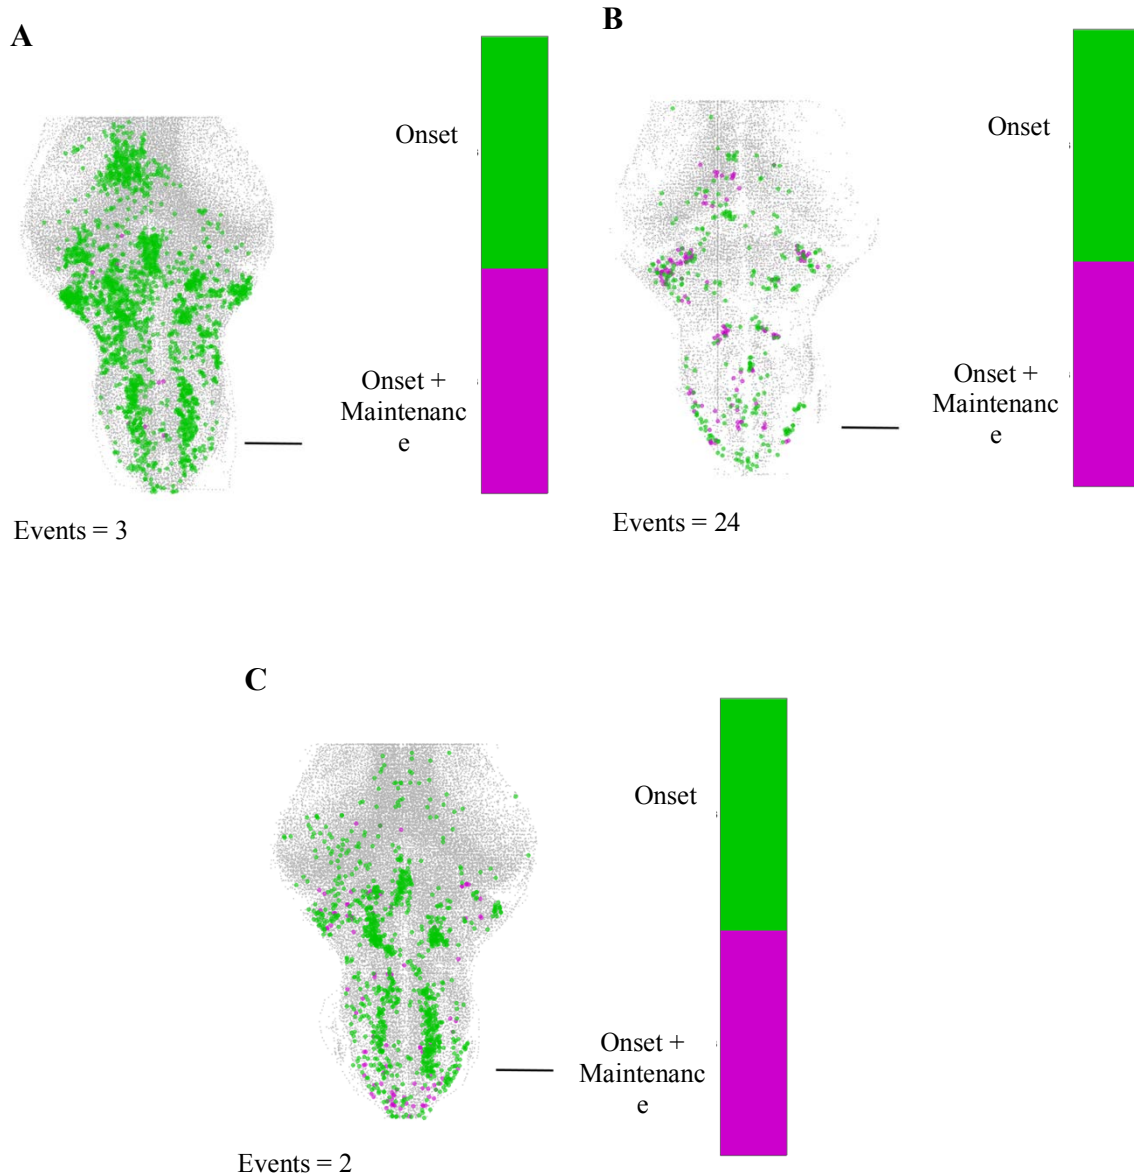 A
Onset
Onset +
Maintenanc
e
Events = 3
B
Onset
Onset +
Maintenanc
e
Events = 24
C
Onset
Onset +
Maintenanc
e
Events = 2